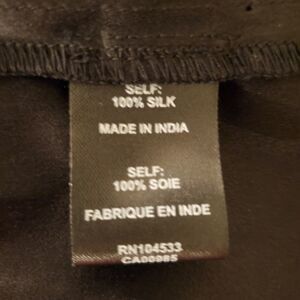 SELF:
100% SILK
MADE IN INDIA
SELF:
100% SOIE
FABRIQUE EN INDE
RN104533
CA00985